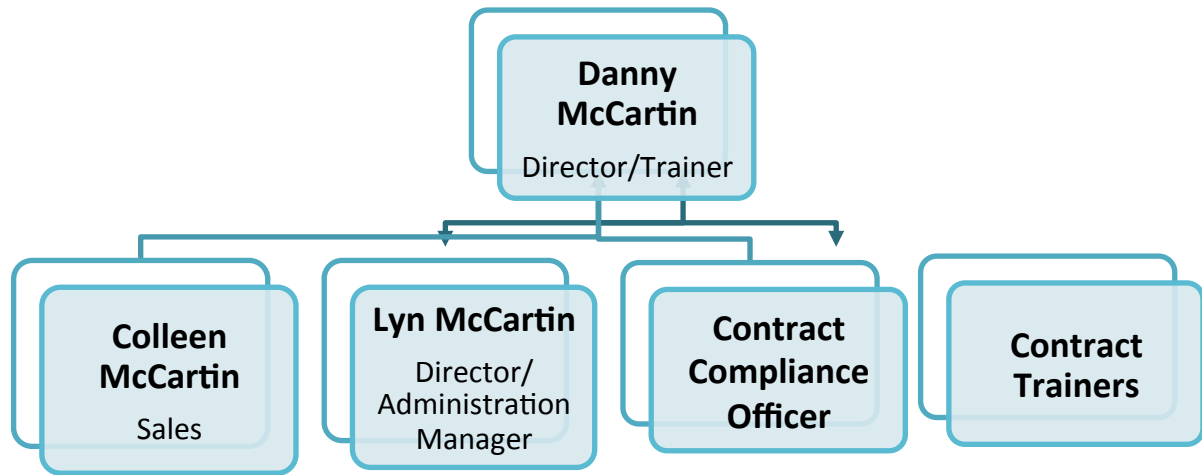 Danny
McCartin
Director/Trainer
Colleen
McCartin
Sales
Lyn McCartin
Director/
Administration
Manager
Contract
Compliance
Officer
Contract
Trainers